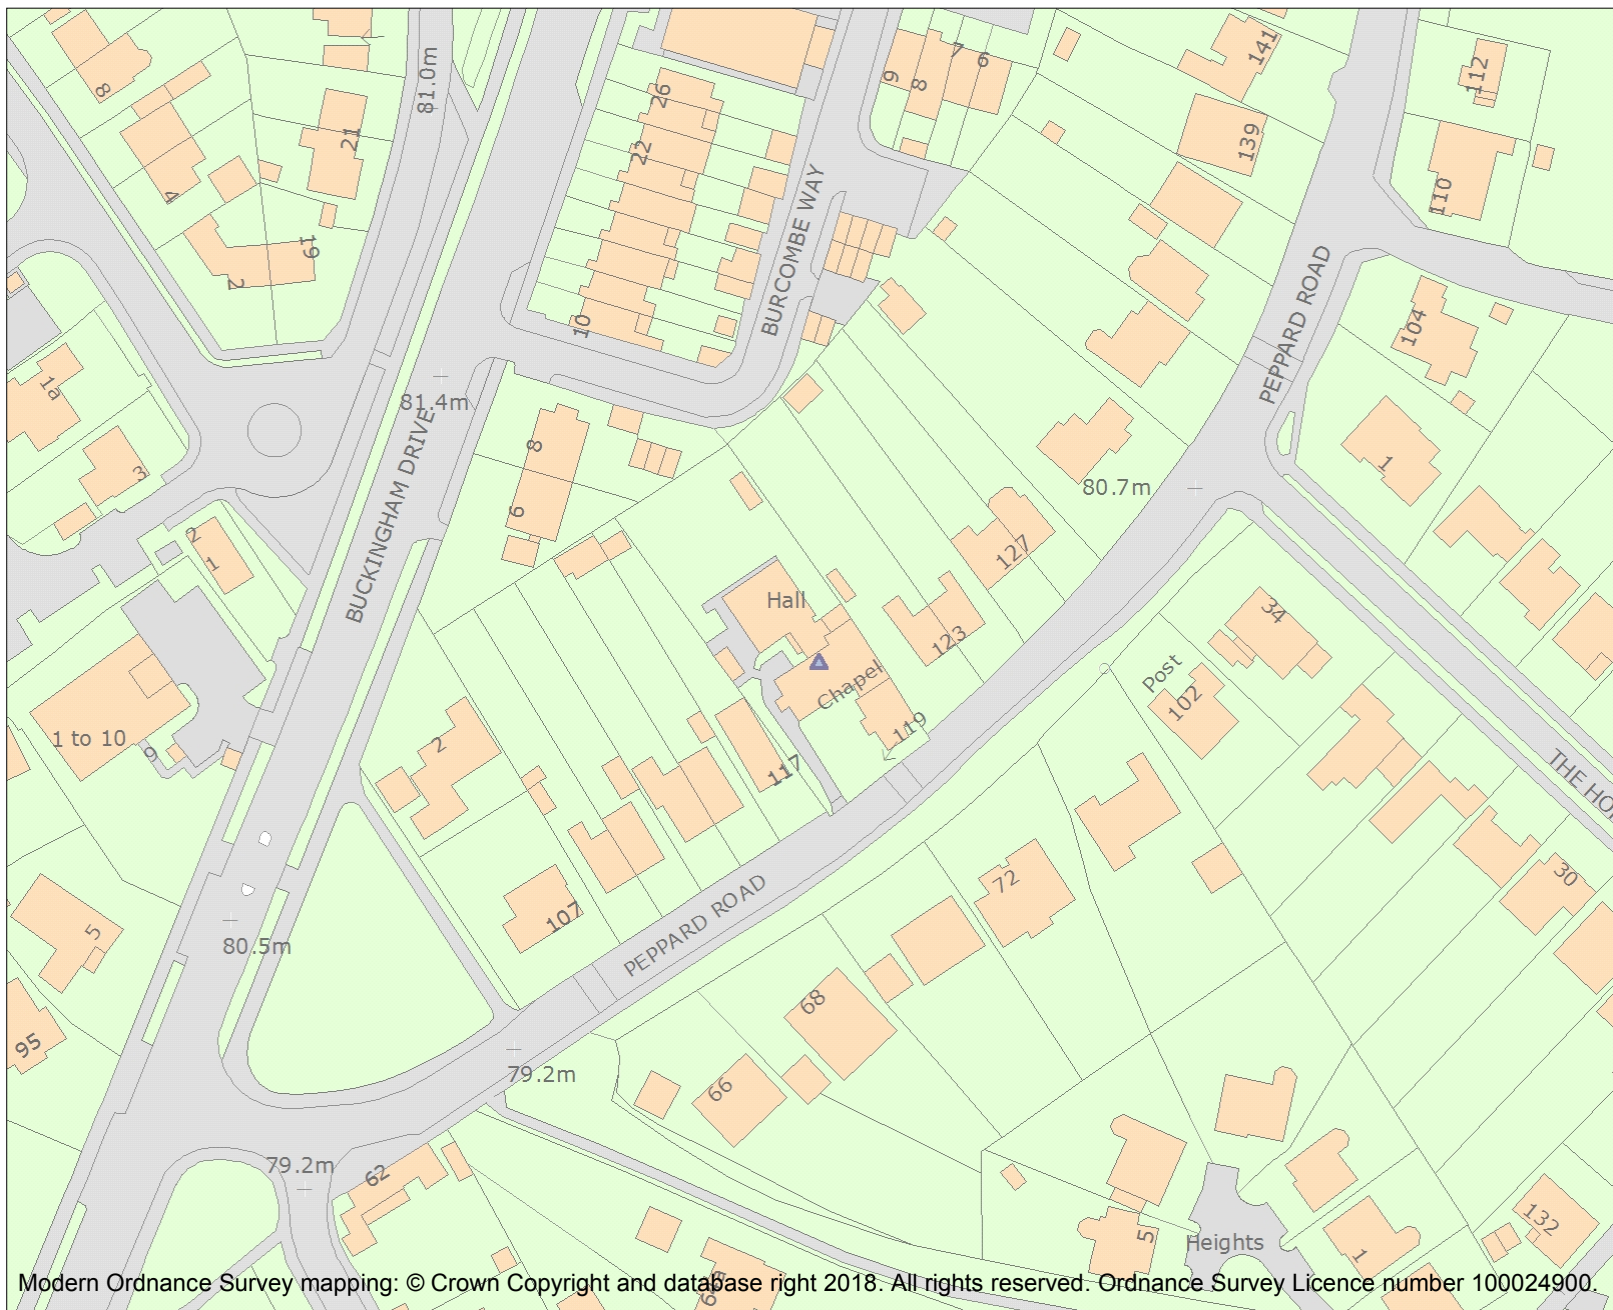 81.0m
141
112
8
26
9
8
7
6
21
22
139
4
110
BURCOMBE WAY
19
2
PEPPARD ROAD
10
104
1a
81.4m
8
3
1
80.7m
6
BUCKINGHAM DRIVE
2
1
127
Hall
34
123
Post
Chapel
102
119
2
1 to 10
9
117
THE HO
72
30
107
PEPPARD ROAD
5
80.5m
68
95
79.2m
66
79.2m
62
132
5
Heights
1
Modern Ordnance Survey mapping: © Crown Copyright and database right 2018. All rights reserved. Ordnance Survey Licence number 100024900.